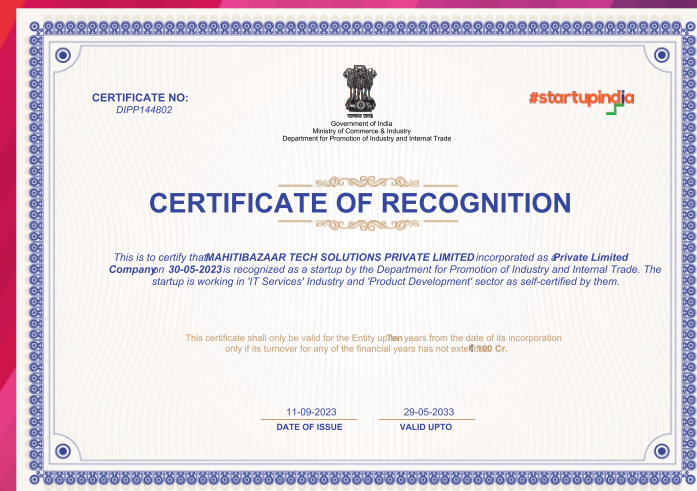 CERTIFICATE NO:
DIPP144802
#startupindia
Government of India
Ministry of Commerce & Industry
Department for Promotion of Industry and Internal Trade
CERTIFICATE OF RECOGNITION
This is to certify that MAHITIBAZAAR TECH SOLUTIONS PRIVATE LIMITED incorporated as a Private Limited
Company on 30-05-2023 is recognized as a startup by the Department for Promotion of Industry and Internal Trade. The
startup is working in 'IT Services' Industry and 'Product Development' sector as self-certified by them.
This certificate shall only be valid for the Entity upto Ten years from the date of its incorporation
only if its turnover for any of the financial years has not exceeded ₹ 100 Cr.
11-09-2023
29-05-2033
DATE OF ISSUE
VALID UPTO